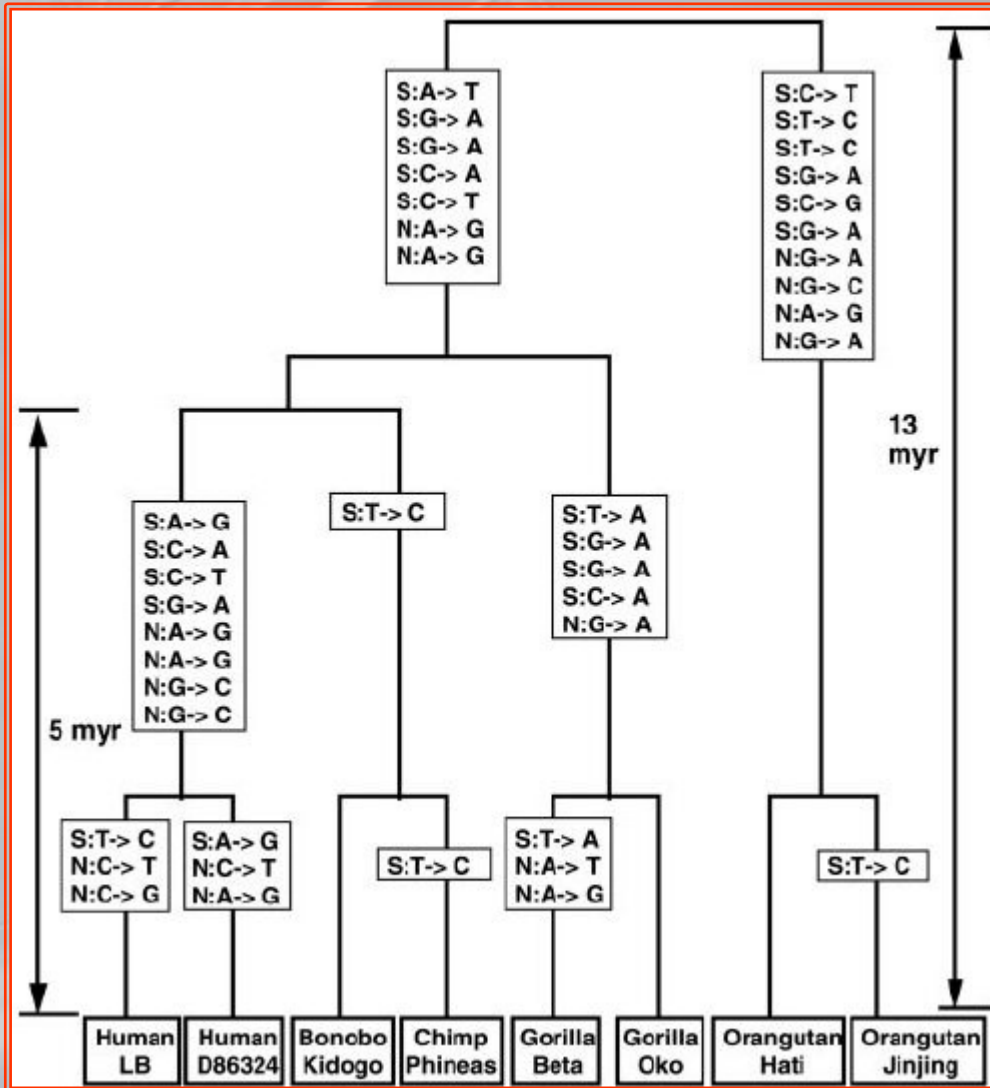 S:A-> T
S:G-> A
S:G-> A
S:C-> A
S:C-> T
N:A-> G
N:A-> G
S:C-> T
S:T-> C
S:T-> C
S:G-> A
S:C-> G
S:G-> A
N:G-> A
N:G-> C
N:A-> G
N:G-> A
13
myr
S:A-> G
S:C-> A
S:C-> T
S:G-> A
N:A-> G
N:A-> G
N:G-> C
N:G-> C
S:T-> C
S:T-> A
S:G-> A
S:G-> A
S:C-> A
N:G-> A
5 myr
S:T-> C
N:C-> T
N:C-> G
S:A-> G
N:C-> T
N:A-> G
S:T-> C
S:T-> A
N:A-> T
N:A-> G
S:T-> C
Human
LB
Human
D86324
Bonobo
Kidogo
Chimp
Phineas
Gorilla
Beta
Gorilla
Oko
Orangutan
Hati
Orangutan
Jinjing